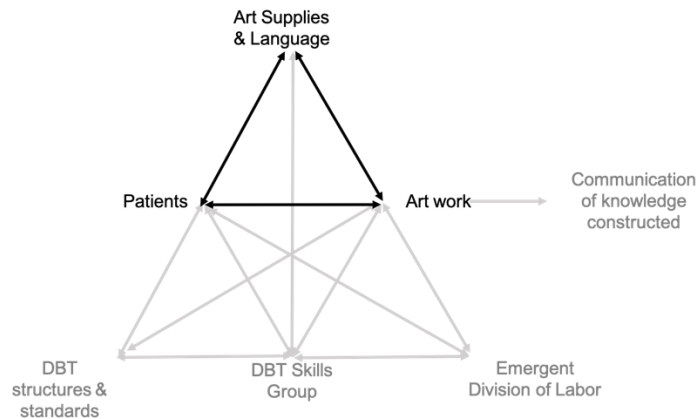 Art Supplies
& Language
Patients
Art work
Communication
of knowledge
constructed
DBT
structures &
standards
DBT Skills
Group
Emergent
Division of Labor